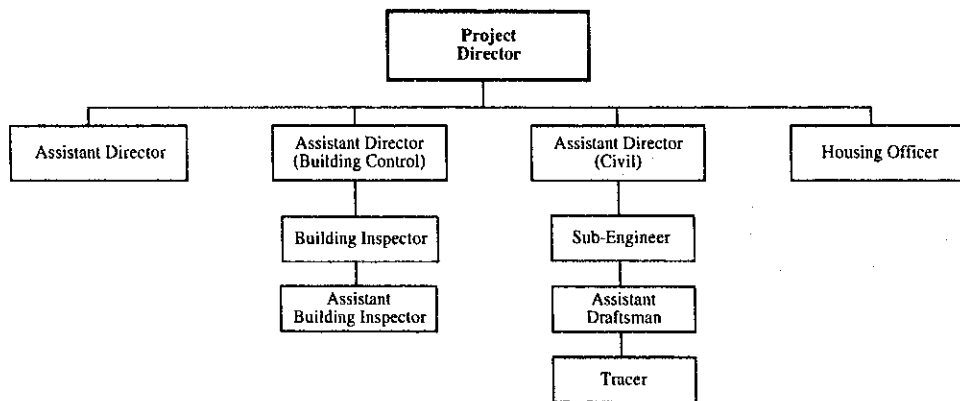 Project
Director
Assistant Director
Assistant Director
(Building Control)
Assistant Director
(Civil)
Housing Officer
Building Inspector
Sub-Engineer
Assistant
Building Inspector
Assistant
Draftsman
Tracer